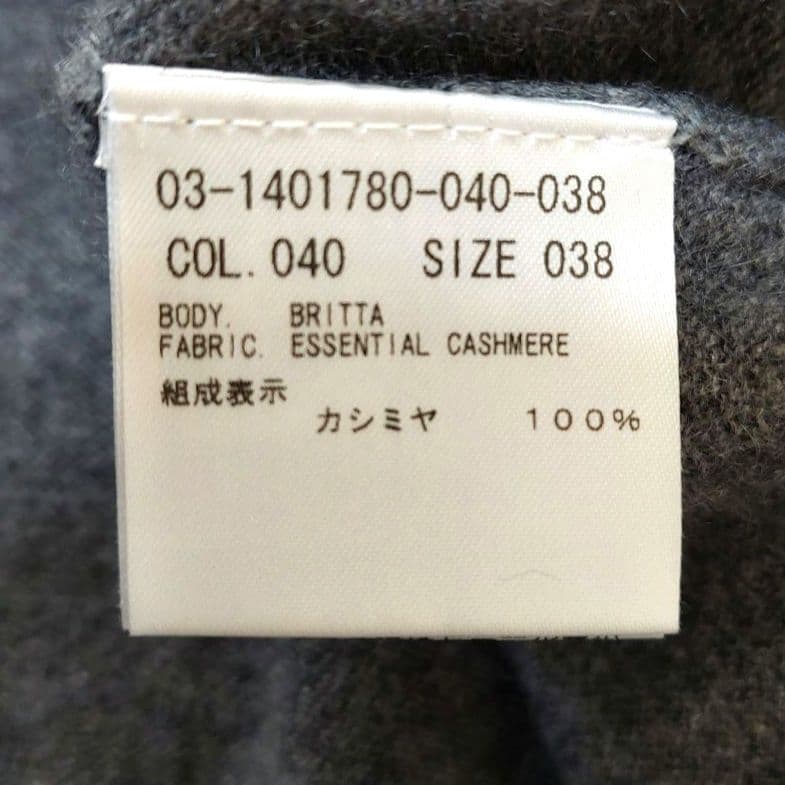 03-1401780-040-038
COL. 040 SIZE 038
BODY. BRITTA
FABRIC. ESSENTIAL CASHMERE
組成表示
カシミヤ 100%